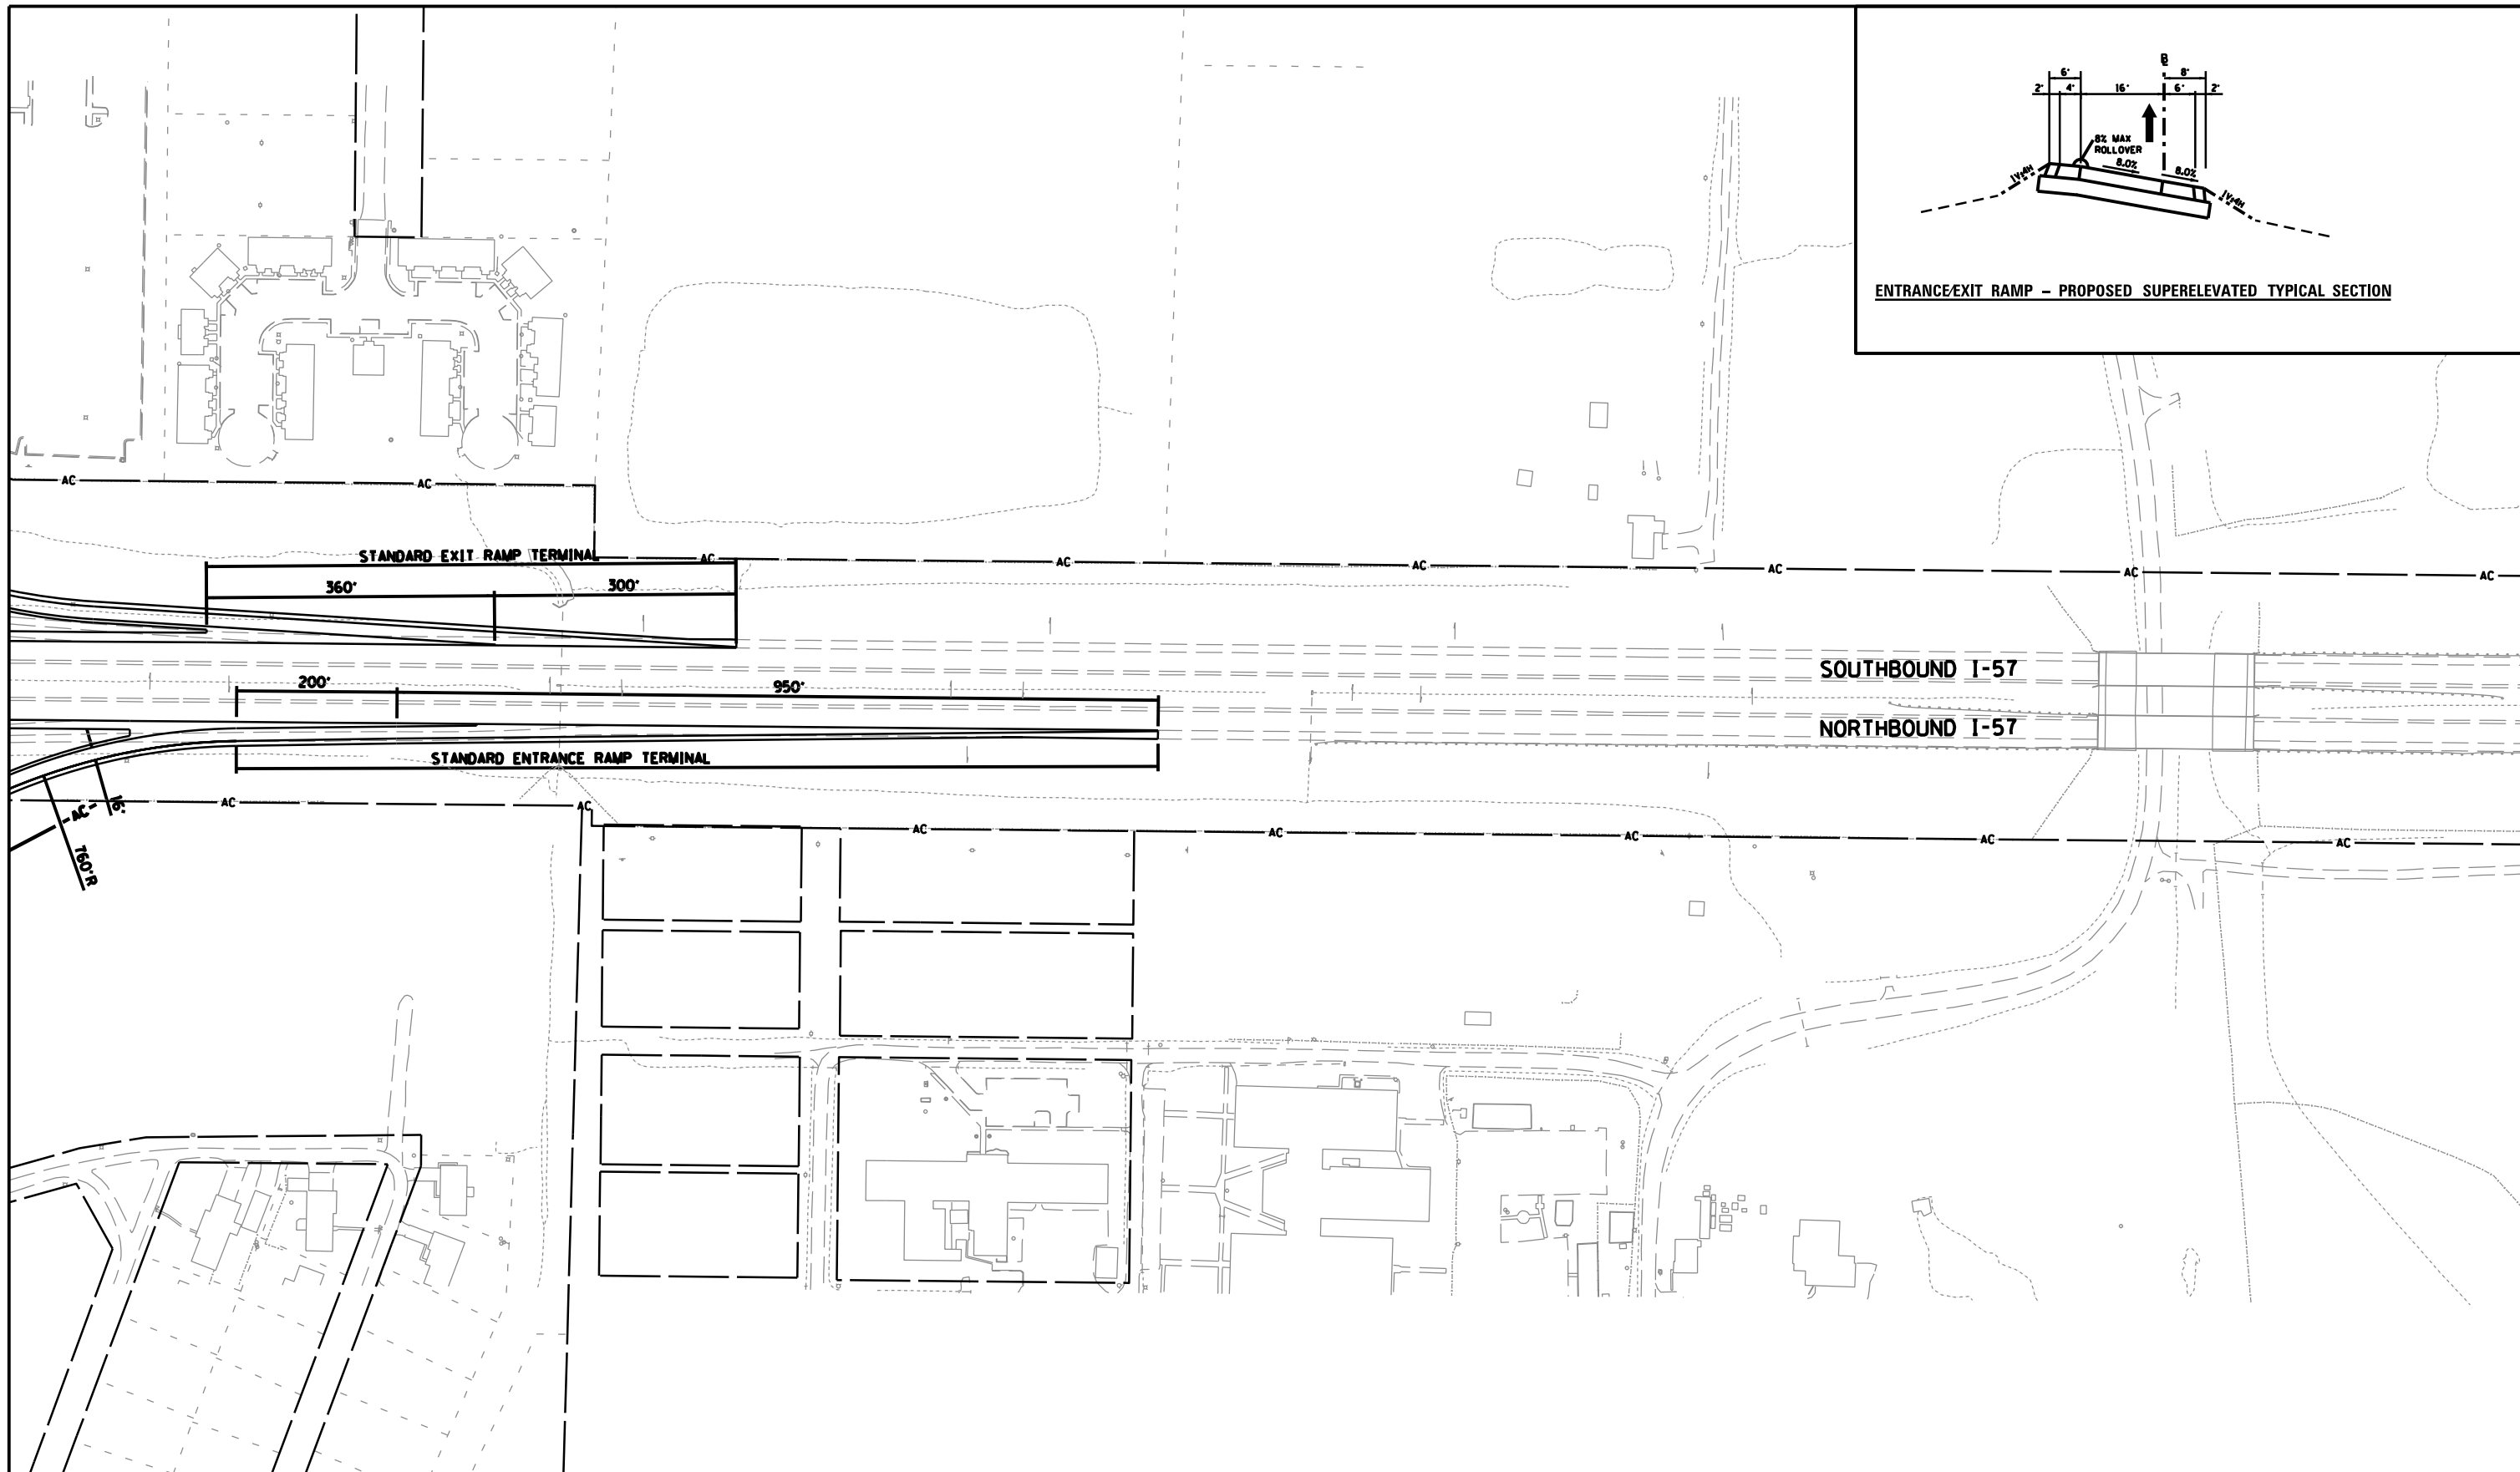 B
6' 8'
2' 4' 16' 6' 2'
8% MAX
ROLLOVER
8.0%
8.0%
1V:4H
1V:4H
ENTRANCE/EXIT RAMP - PROPOSED SUPERELEVATED TYPICAL SECTION
AC AC
STANDARD EXIT RAMP TERMINAL
AC AC AC AC AC AC
360' 300'
SOUTHBOUND I-57
200' 950'
NORTHBOUND I-57
STANDARD ENTRANCE RAMP TERMINAL
AC AC
AC
16'
AC AC AC AC AC
760'R